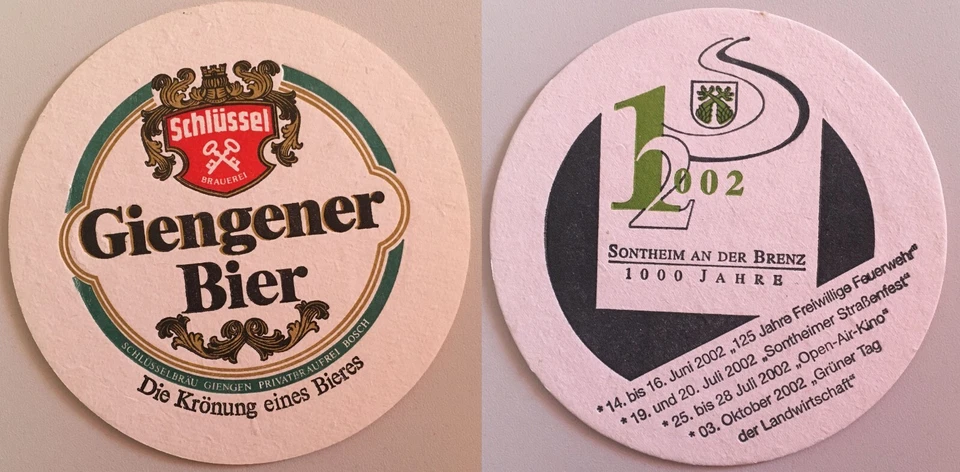 Schlüssel
BRAUEREI
Giengener
Bier
SCHLÜSSELBRÄU GIENGEN PRIVATBRAUEREI BOSCH
Die Krönung eines Bieres
1002
2
SONTHEIM AN DER BRENZ
1000 JAHRE
* 14. bis 16. Juni 2002 „125 Jahre Freiwillige Feuerwehr"
* 19. und 20. Juli 2002 „Sontheimer Straßenfest"
* 25. bis 28 Juli 2002 „Open-Air-Kino"
* 03. Oktober 2002 „Grüner Tag
der Landwirtschaft"